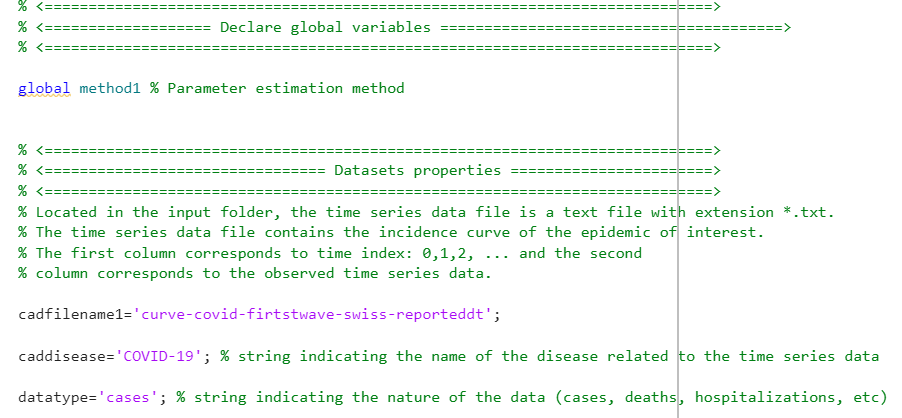 % <============================================================================>
% <=================== Declare global variables =======================================>
% <============================================================================>
global method1 % Parameter estimation method
% <============================================================================>
% <================================ Datasets properties =======================>
% <============================================================================>
% Located in the input folder, the time series data file is a text file with extension *.txt.
% The time series data file contains the incidence curve of the epidemic of interest.
% The first column corresponds to time index: 0,1,2, ... and the second
% column corresponds to the observed time series data.
cadfilename1='curve-covid-firtstwave-swiss-reporteddt';
caddisease='COVID-19'; % string indicating the name of the disease related to the time series data
datatype='cases'; % string indicating the nature of the data (cases, deaths, hospitalizations, etc)